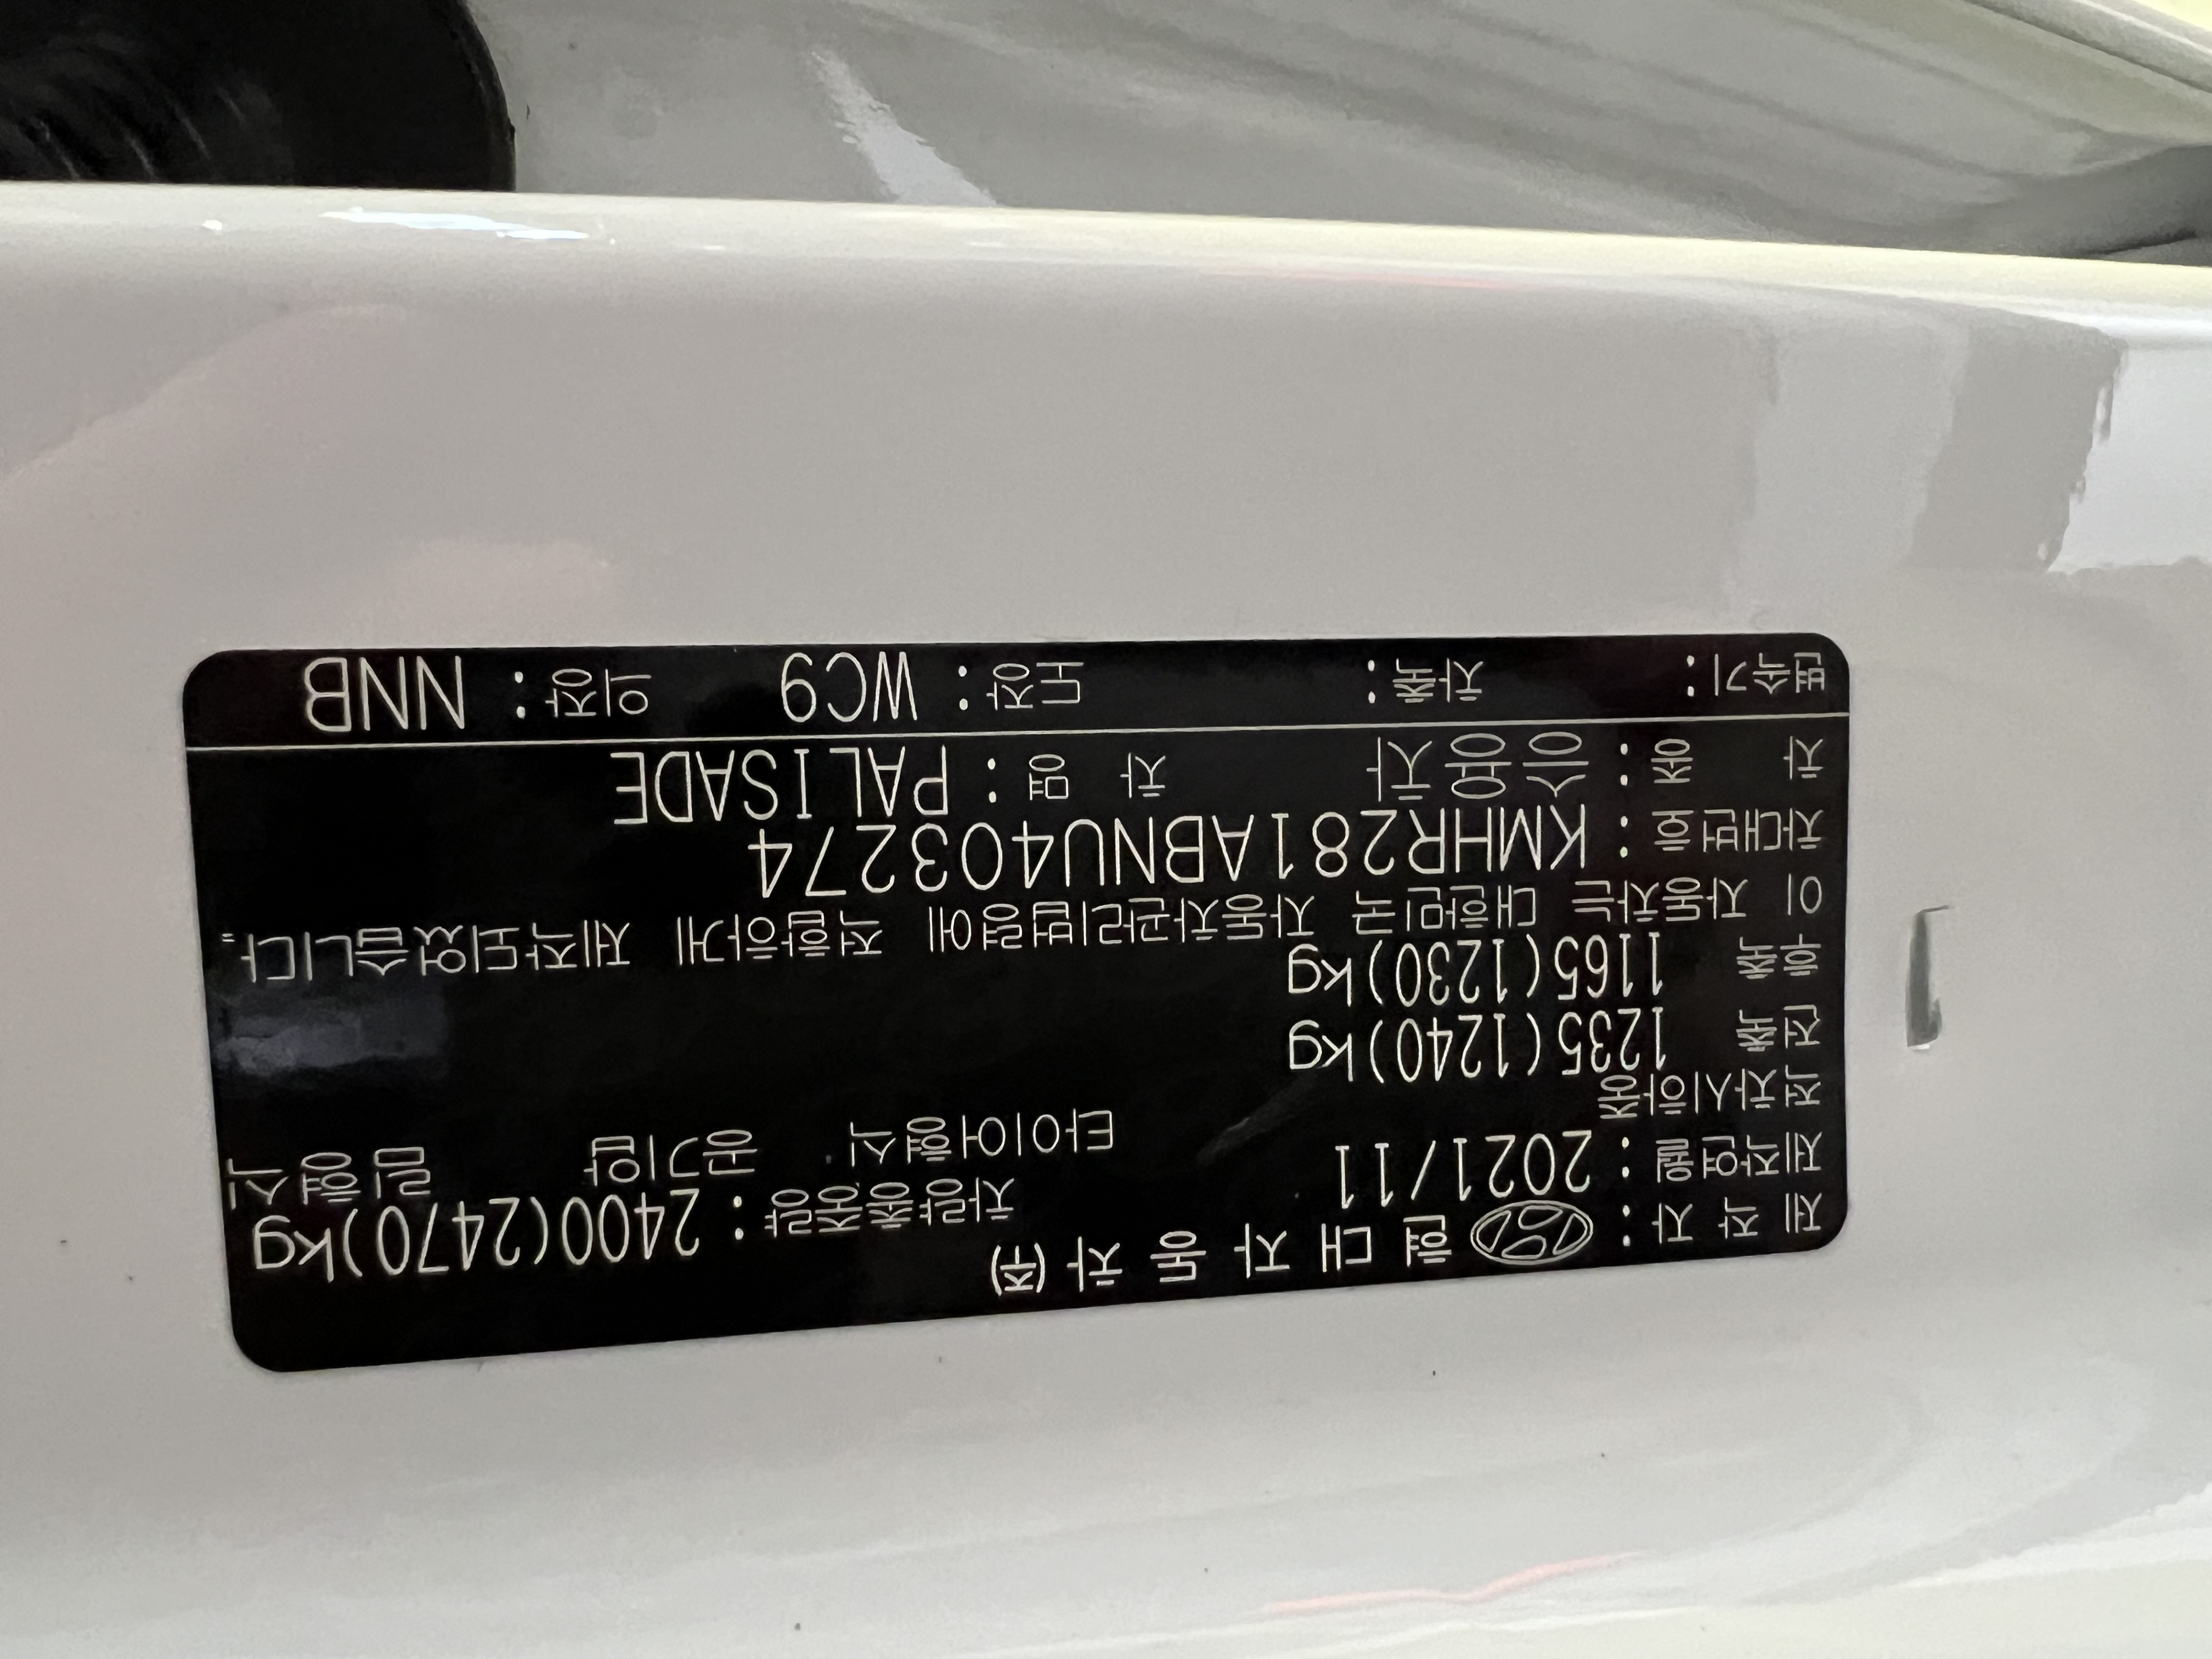 제 작 자 : 현 대 자 동 차 (주)
제작연월 : 2021/11 차량총중량 : 2400(2470)kg
적차시하중 타이어형식 공기압 림형식
전 축 1235(1240)kg
후 축 1165(1230)kg
이 자동차는 대한민국 자동차관리법령에 적합하게 제작되었습니다.
차대번호 : KMHR281ABNU403274
차 종 : 승용차 차 명 : PALISADE
변속기 : 차축 : 도장 : WC9 외장 : NNB